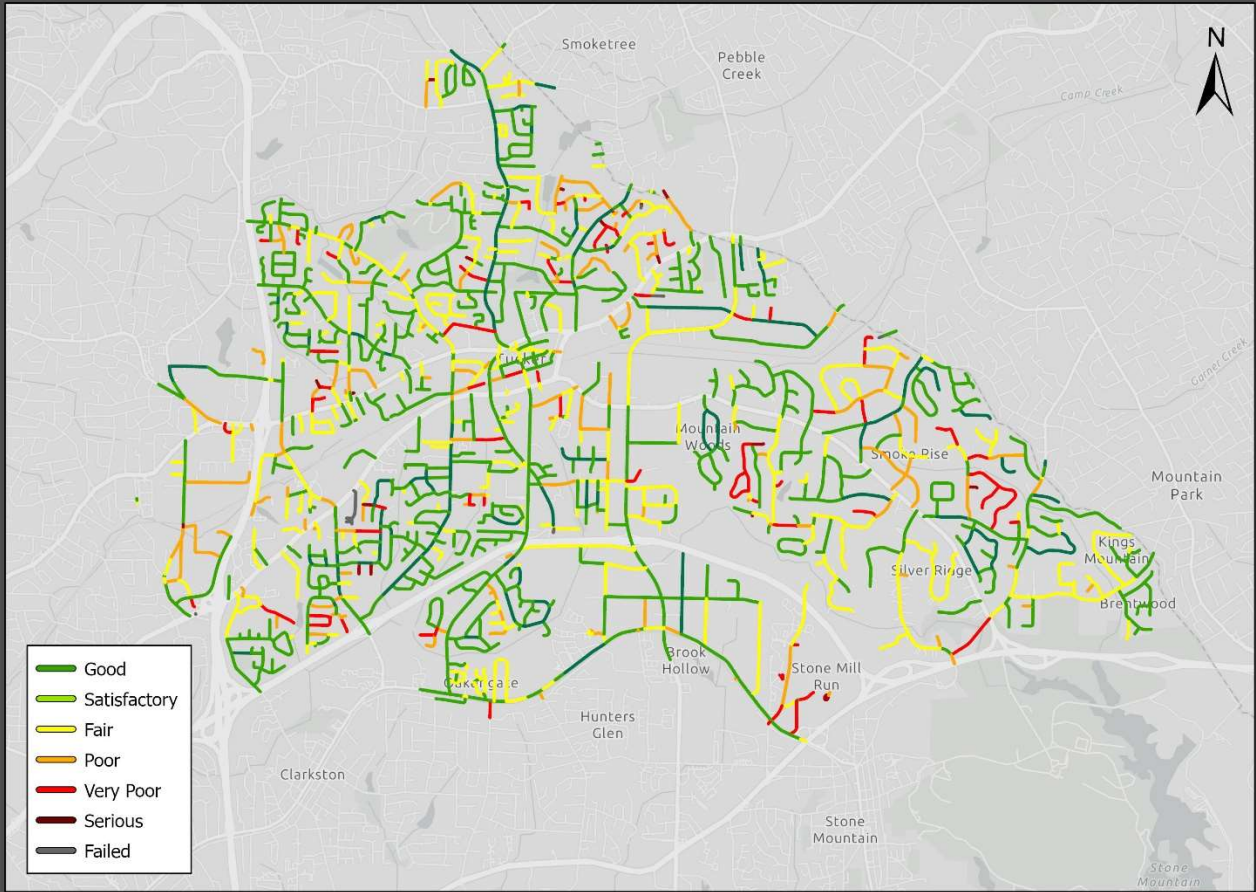 Smoketree
Pebble
Creek
N
Camp Creek
Garner Creek
Tucker
Mountain
Woods
Smoke Rise
Mountain
Park
Kings
Mountain
Silver Ridge
Brentwood
Brook
Hollow
Stone Mill
Run
Hunters
Glen
Clarkston
Stone
Mountain
Stone
Mountain
Good
Satisfactory
Fair
Poor
Very Poor
Serious
Failed